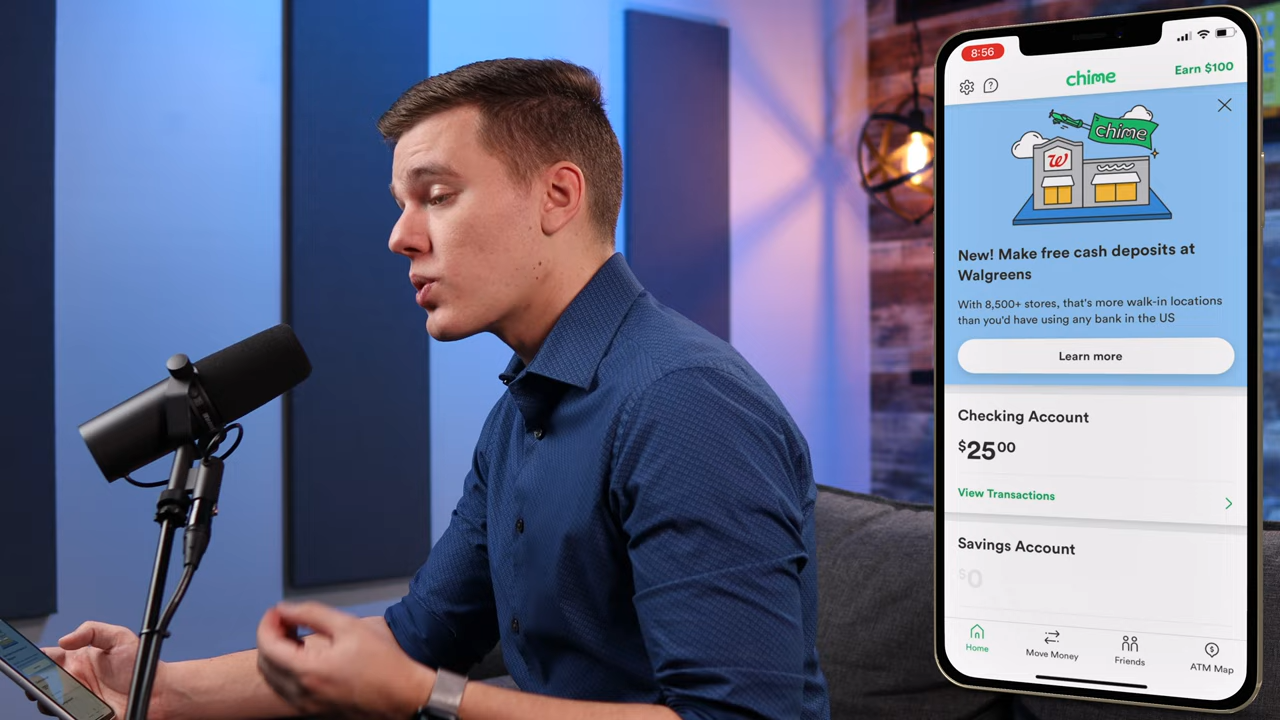 8:56
chime
Earn $100
chime
W
New! Make free cash deposits at
Walgreens
With 8,500+ stores, that's more walk-in locations
than you'd have using any bank in the US
Learn more
Checking Account
$25⁰⁰
View Transactions
Savings Account
$0
Home
Move Money
Friends
ATM Map